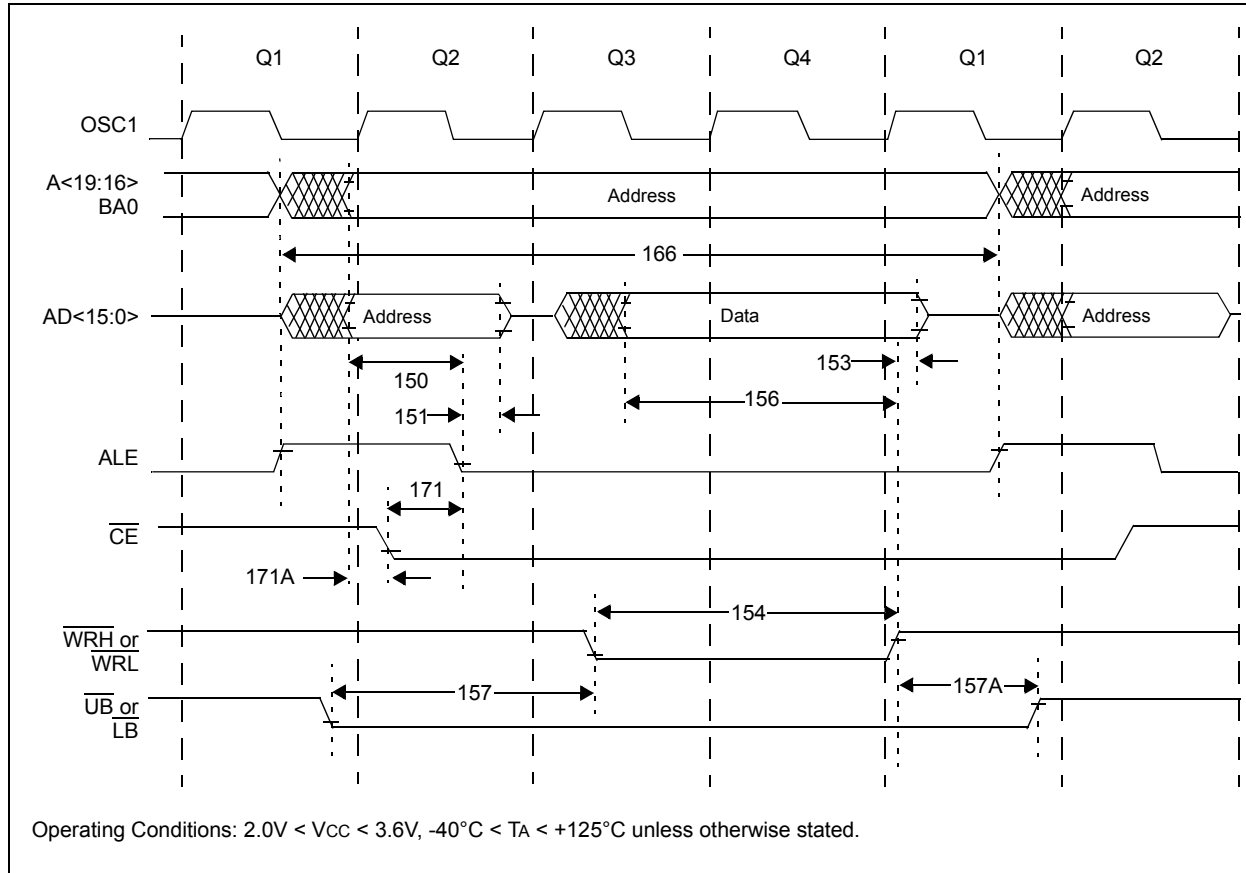 Q1 Q2 Q3 Q4 Q1 Q2
OSC1
A<19:16>
BA0
Address Address
166
AD<15:0>
Address Data Address
150
153
151
156
ALE
171
CE
171A
154
WRH or
WRL
157
157A
UB or
LB
Operating Conditions: 2.0V < VCC < 3.6V, -40°C < TA < +125°C unless otherwise stated.